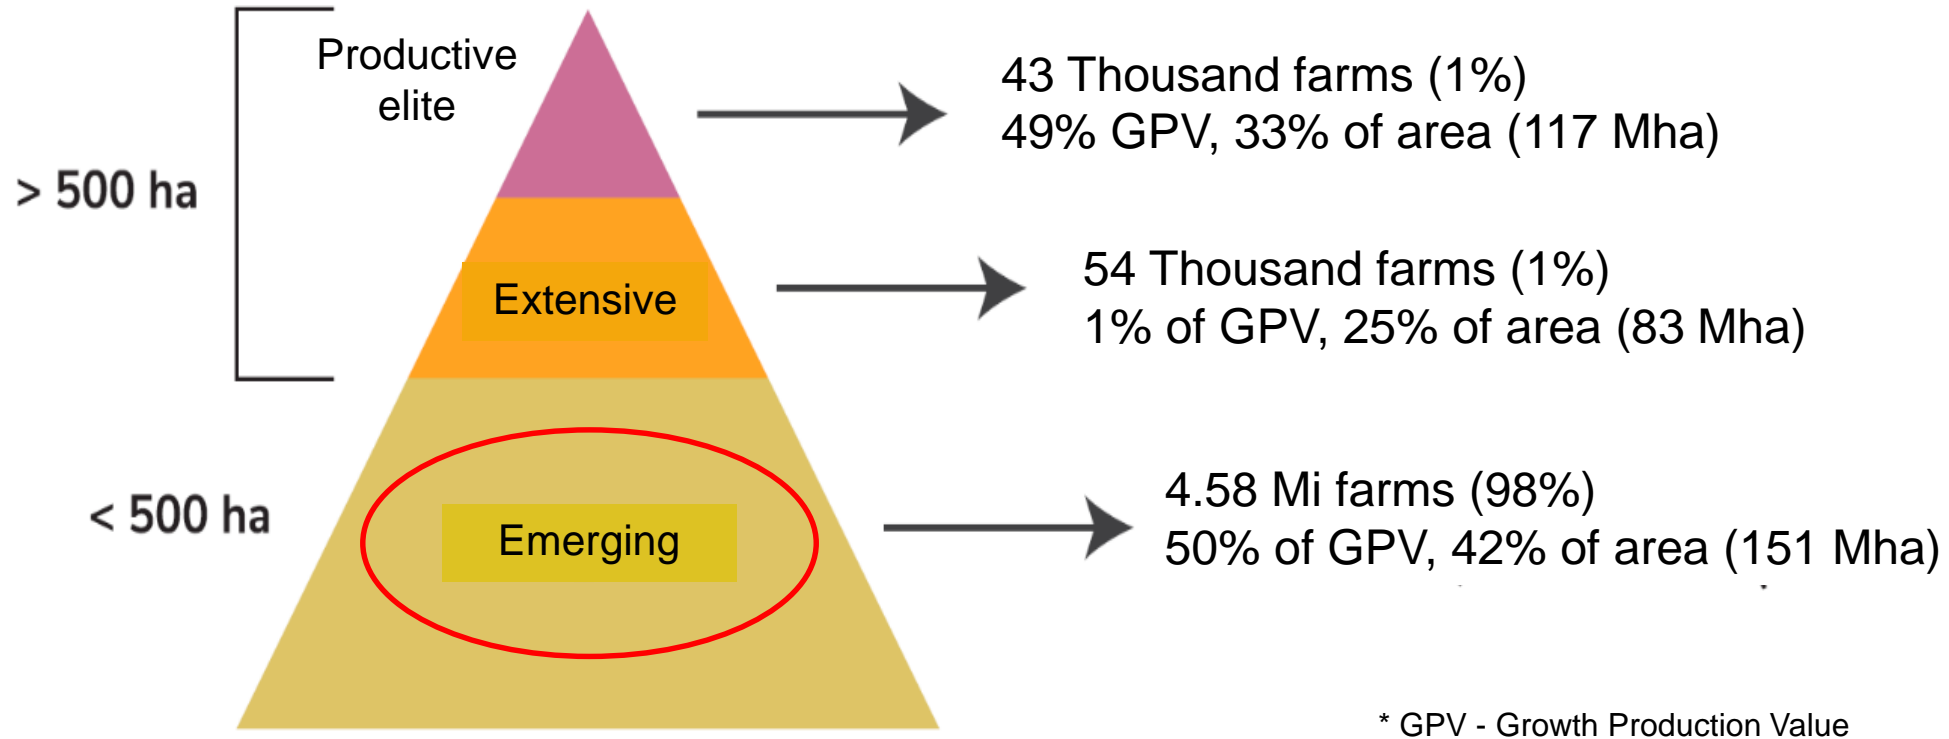 Productive
elite
43 Thousand farms (1%)
49% GPV, 33% of area (117 Mha)
> 500 ha
Extensive
54 Thousand farms (1%)
1% of GPV, 25% of area (83 Mha)
< 500 ha
Emerging
4.58 Mi farms (98%)
50% of GPV, 42% of area (151 Mha)
* GPV - Growth Production Value